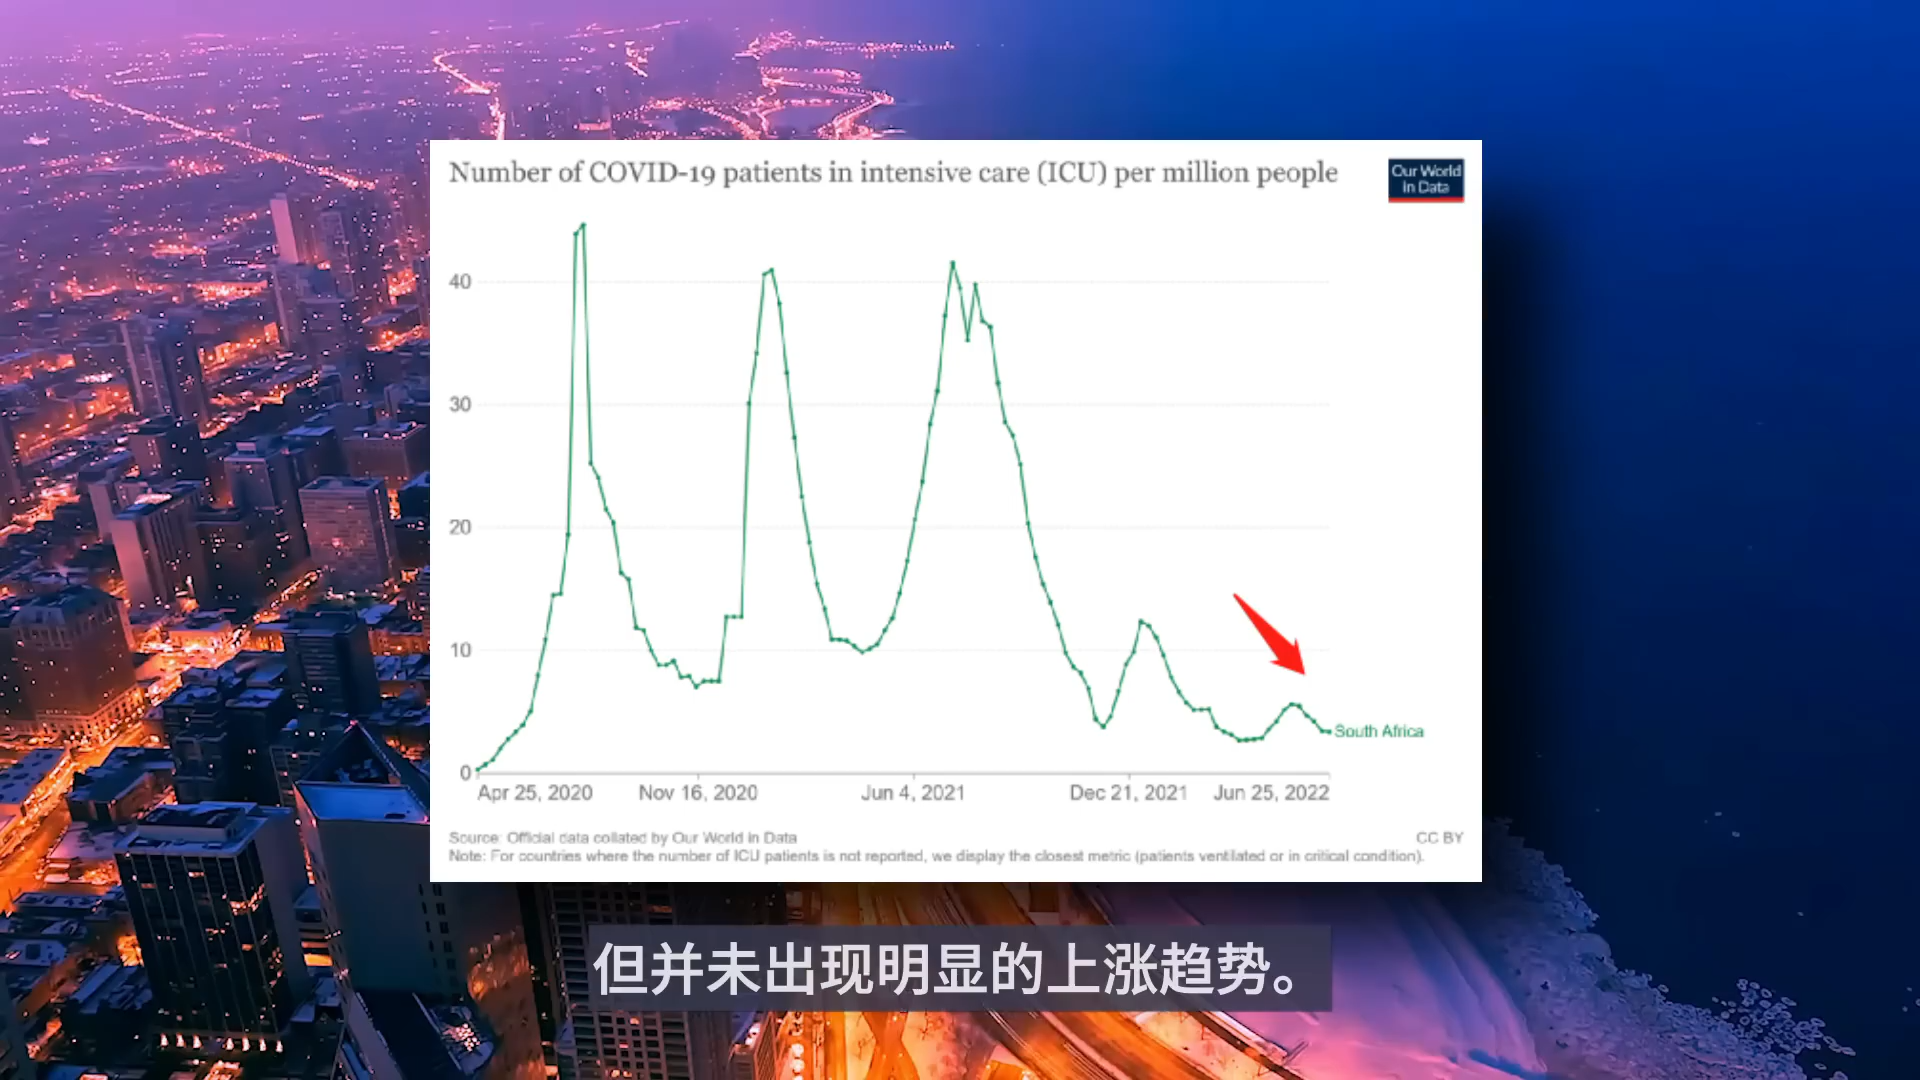 Number of COVID-19 patients in intensive care (ICU) per million people
Our World
in Data
40
30
20
10
0
South Africa
Apr 25, 2020
Nov 16, 2020
Jun 4, 2021
Dec 21, 2021
Jun 25, 2022
Source: Official data collated by Our World in Data
CC BY
Note: For countries where the number of ICU patients is not reported, we display the closest metric (patients ventilated or in critical condition).
但并未出现明显的上涨趋势。